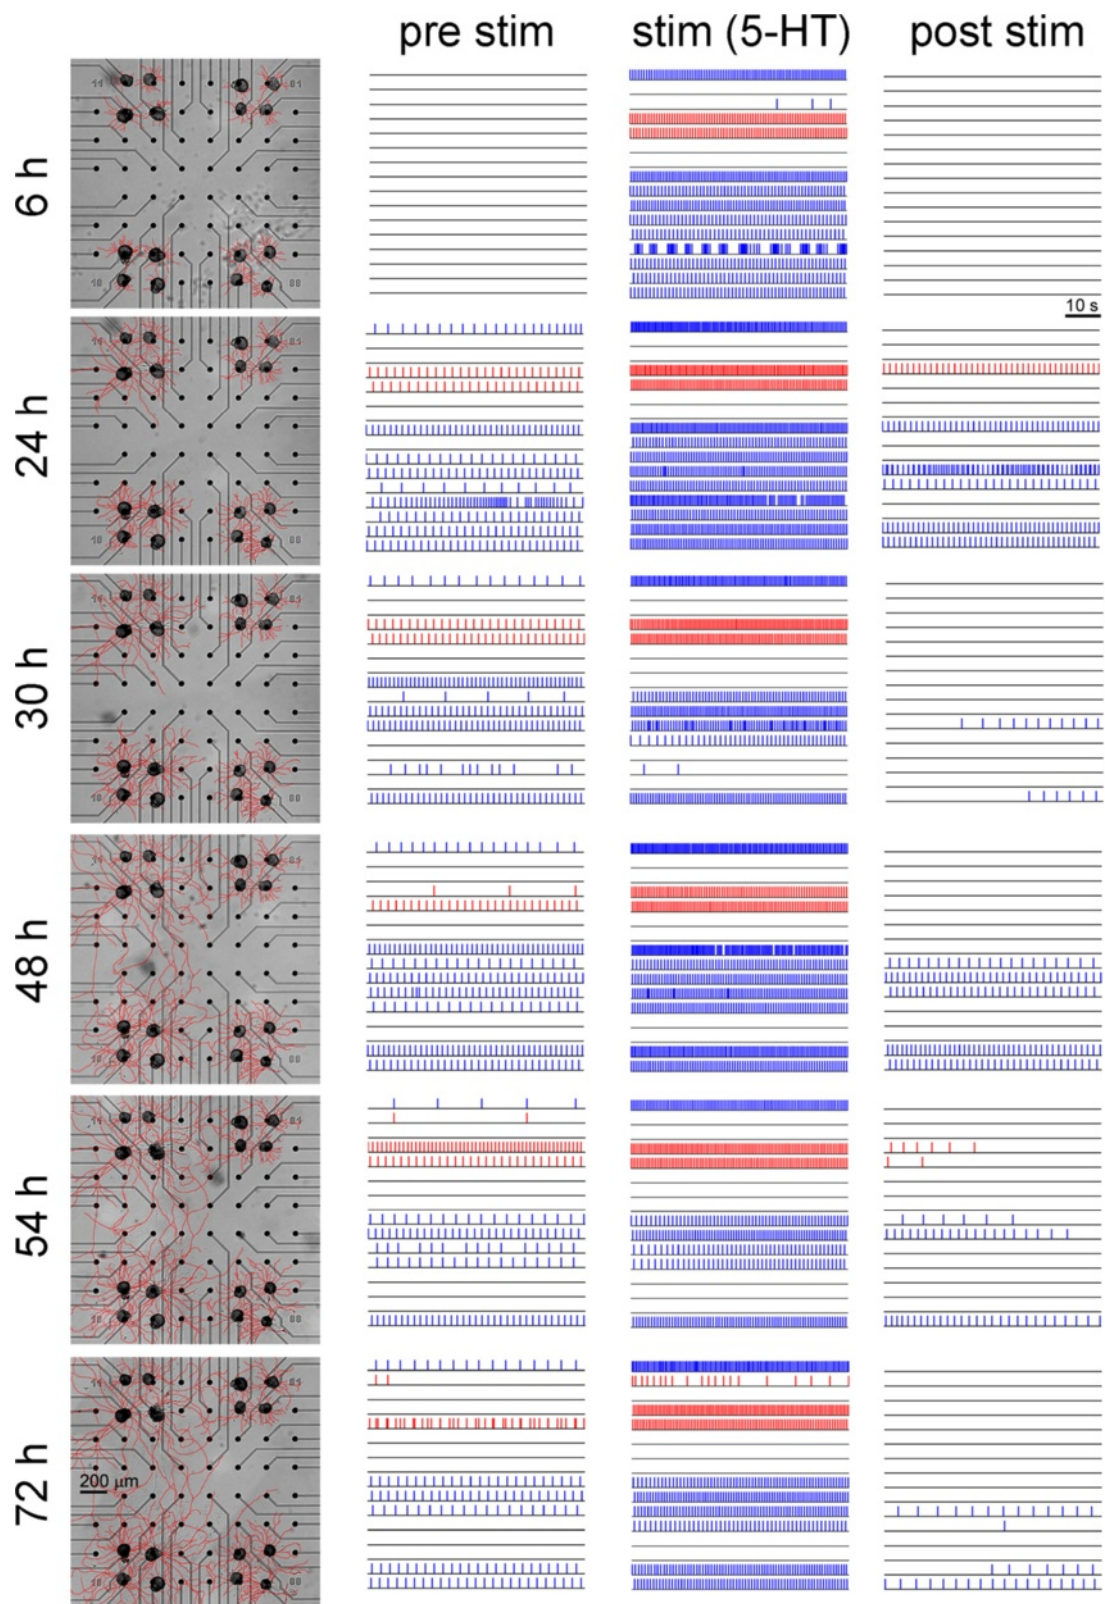 pre stim stim (5-HT) post stim
6 h
10 s
24 h
30 h
48 h
54 h
72 h
200 μm